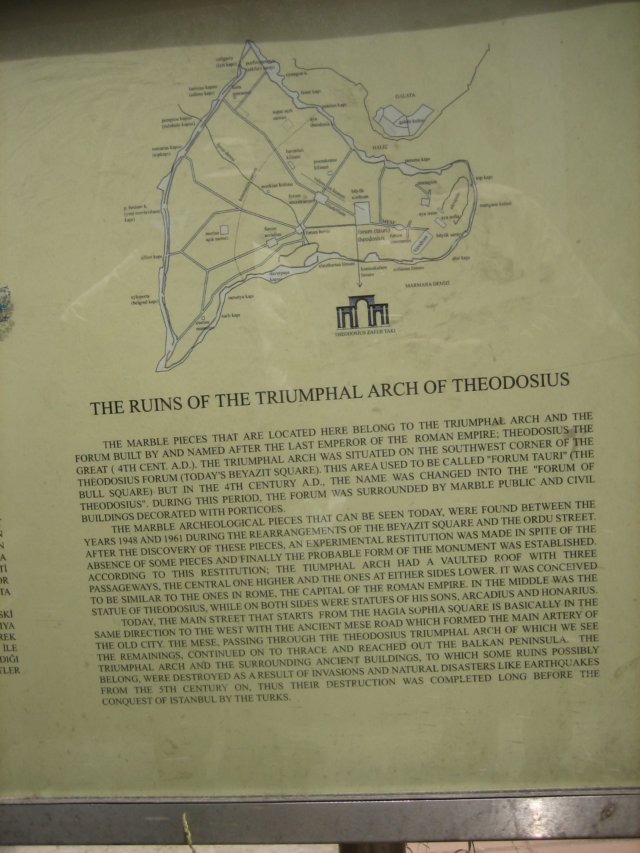 GALATA
HALİÇ
MARMARA DENİZİ
THEODOSIUS ZAFER TAKI
THE RUINS OF THE TRIUMPHAL ARCH OF THEODOSIUS
THE MARBLE PIECES THAT ARE LOCATED HERE BELONG TO THE TRIUMPHAL ARCH AND THE
FORUM BUILT BY AND NAMED AFTER THE LAST EMPEROR OF THE ROMAN EMPIRE; THEODOSIUS THE
GREAT ( 4TH CENT. A.D.). THE TRIUMPHAL ARCH WAS SITUATED ON THE SOUTHWEST CORNER OF THE
THEODOSIUS FORUM (TODAY'S BEYAZIT SQUARE). THIS AREA USED TO BE CALLED "FORUM TAURI" (THE
BULL SQUARE) BUT IN THE 4TH CENTURY A.D., THE NAME WAS CHANGED INTO THE "FORUM OF
THEODOSIUS". DURING THIS PERIOD, THE FORUM WAS SURROUNDED BY MARBLE PUBLIC AND CIVIL
BUILDINGS DECORATED WITH PORTICOES.
THE MARBLE ARCHEOLOGICAL PIECES THAT CAN BE SEEN TODAY, WERE FOUND BETWEEN THE
YEARS 1948 AND 1961 DURING THE REARRANGEMENTS OF THE BEYAZIT SQUARE AND THE ORDU STREET.
AFTER THE DISCOVERY OF THESE PIECES, AN EXPERIMENTAL RESTITUTION WAS MADE IN SPITE OF THE
ABSENCE OF SOME PIECES AND FINALLY THE PROBABLE FORM OF THE MONUMENT WAS ESTABLISHED.
ACCORDING TO THIS RESTITUTION; THE TIUMPHAL ARCH HAD A VAULTED ROOF WITH THREE
PASSAGEWAYS, THE CENTRAL ONE HIGHER AND THE ONES AT EITHER SIDES LOWER. IT WAS CONCEIVED
TO BE SIMILAR TO THE ONES IN ROME, THE CAPITAL OF THE ROMAN EMPIRE. IN THE MIDDLE WAS THE
STATUE OF THEODOSIUS, WHILE ON BOTH SIDES WERE STATUES OF HIS SONS, ARCADIUS AND HONARIUS.
TODAY, THE MAIN STREET THAT STARTS FROM THE HAGIA SOPHIA SQUARE IS BASICALLY IN THE
SAME DIRECTION TO THE WEST WITH THE ANCIENT MESE ROAD WHICH FORMED THE MAIN ARTERY OF
THE OLD CITY. THE MESE, PASSING THROUGH THE THEODOSIUS TRIUMPHAL ARCH OF WHICH WE SEE
THE REMAININGS, CONTINUED ON TO THRACE AND REACHED OUT THE BALKAN PENINSULA. THE
TRIUMPHAL ARCH AND THE SURROUNDING ANCIENT BUILDINGS, TO WHICH SOME RUINS POSSIBLY
BELONG, WERE DESTROYED AS A RESULT OF INVASIONS AND NATURAL DISASTERS LIKE EARTHQUAKES
FROM THE 5TH CENTURY ON, THUS THEIR DESTRUCTION WAS COMPLETED LONG BEFORE THE
CONQUEST OF ISTANBUL BY THE TURKS.